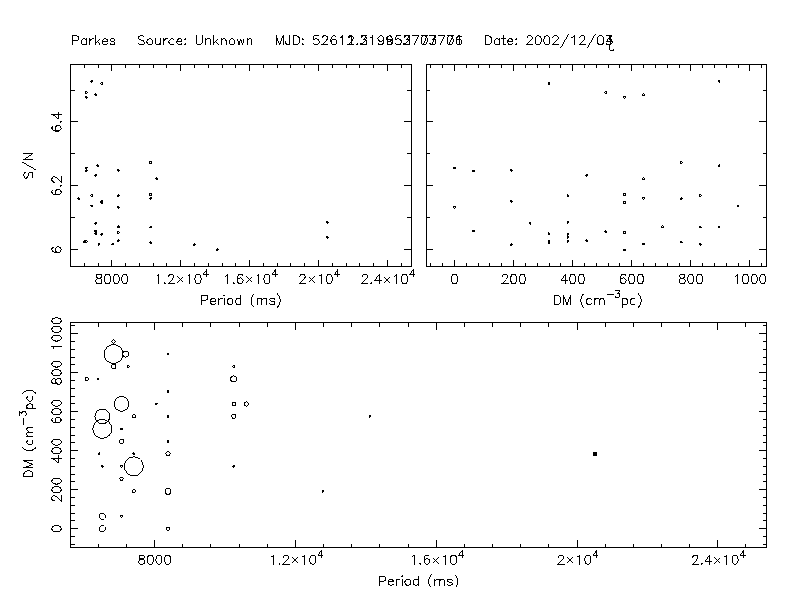 Parkes Source: Unknown MJD: Date: 2002/12/
S/N
6.4
6.2
6
8000 1.2×10⁴ 1.6×10⁴ 2×10⁴ 2.4×10⁴
Period (ms)
0 200 400 600 800 1000
DM (cm⁻³pc)
DM (cm⁻³pc)
1000
800
600
400
200
0
8000 1.2×10⁴ 1.6×10⁴ 2×10⁴ 2.4×10⁴
Period (ms)